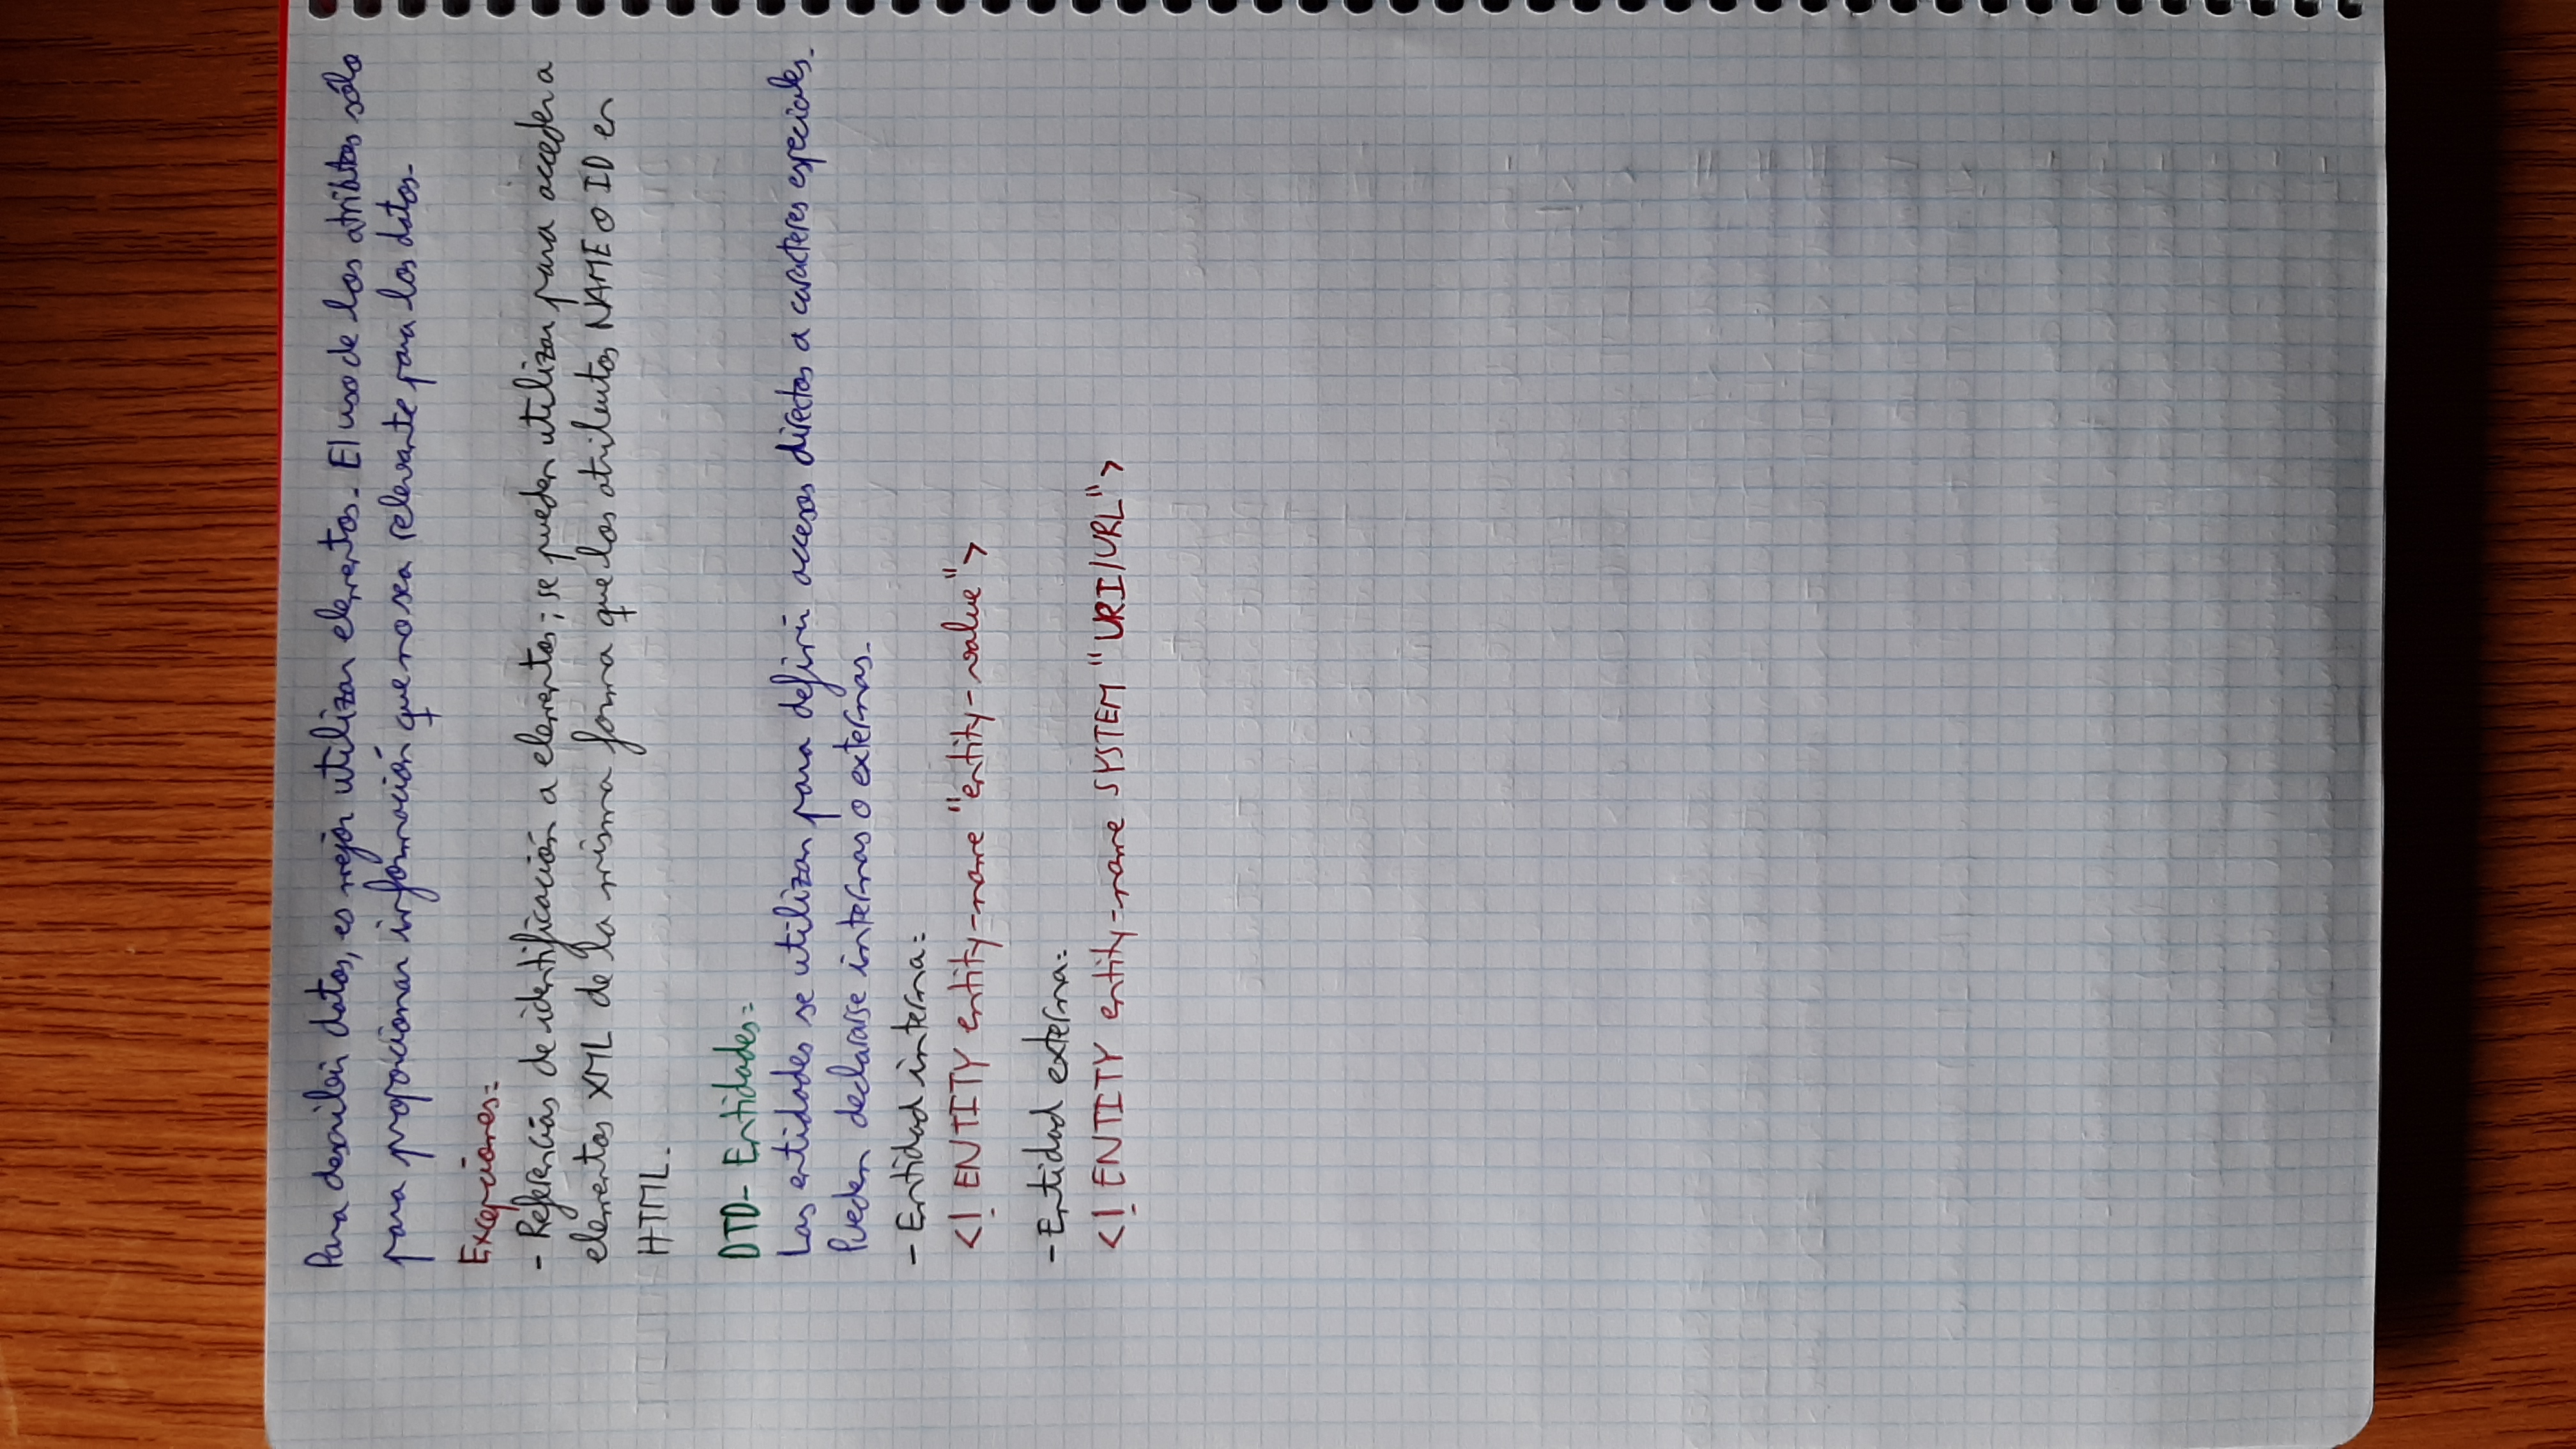 Para describir datos, es mejor utilizar elementos. El uso de los atributos sólo
para proporcionar información que no sea relevante para los datos.
Excepciones:
- Referencias de identificación a elementos; se pueden utilizar para acceder a
elementos XML de la misma forma que los atributos NAME o ID en
HTML.
DTD- Entidades:
Las entidades se utilizan para definir accesos directos a caracteres especiales.
Pueden declararse internas o externas.
- Entidad interna:
<! ENTITY entity-name "entity-value">
- Entidad externa:
<! ENTITY entity-name SYSTEM "URI/URL">